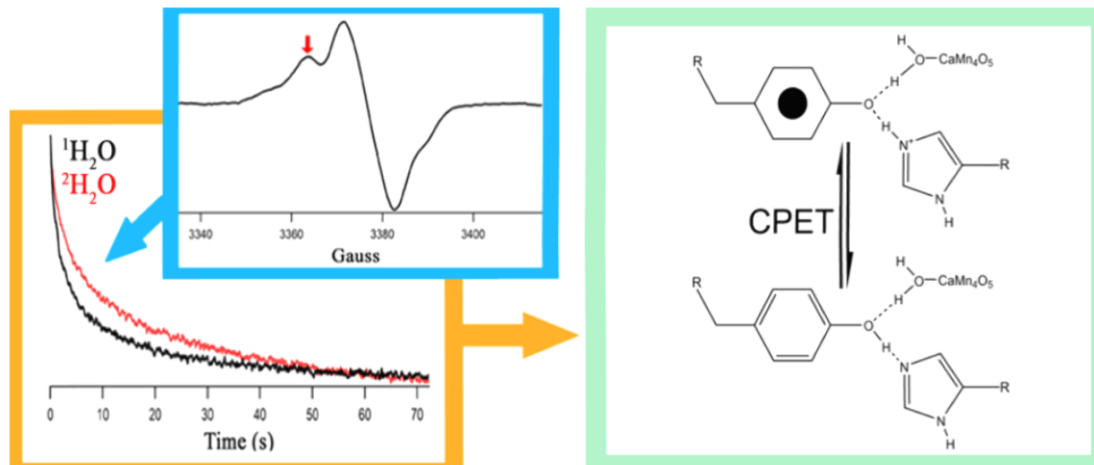 3340 3360 3380 3400
Gauss
¹H₂O
²H₂O
0 10 20 30 40 50 60 70
Time (s)
R
H
O—CaMn₄O₅
H
O
H
N⁺
R
N
H
CPET
R
H
O—CaMn₄O₅
H
O
H
N
R
N
H